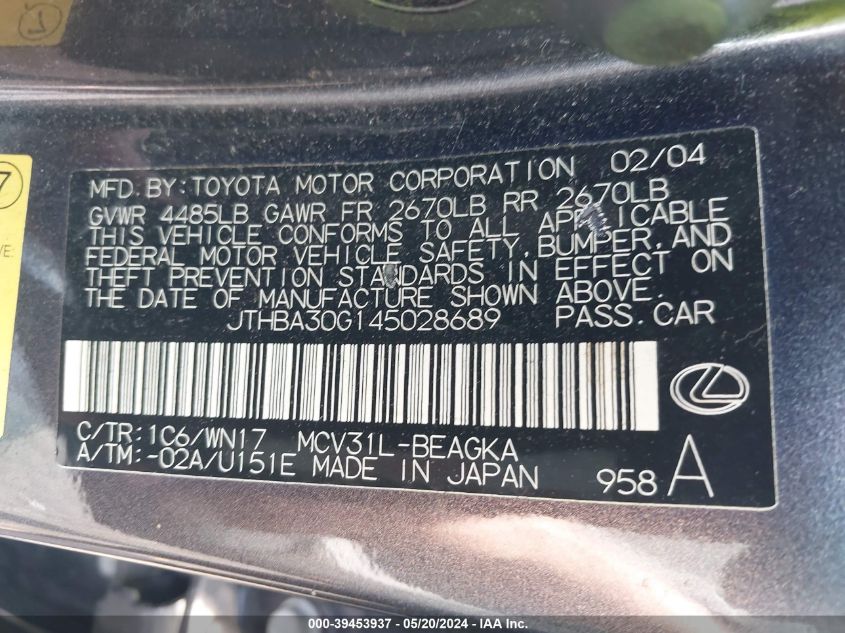 7
VE:
MFD. BY: TOYOTA MOTOR CORPORATION 02/04
GVWR 4485LB GAWR FR 2670LB RR 2670LB
THIS VEHICLE CONFORMS TO ALL APPLICABLE
FEDERAL MOTOR VEHICLE SAFETY, BUMPER, AND
THEFT PREVENTION STANDARDS IN EFFECT ON
THE DATE OF MANUFACTURE SHOWN ABOVE.
JTHBA30G145028689 PASS. CAR
C/TR: 1C6/WN17 MCV31L-BEAGKA
A/TM: -02A/U151E MADE IN JAPAN 958 A
000-39453937 - 05/20/2024 - IAA Inc.